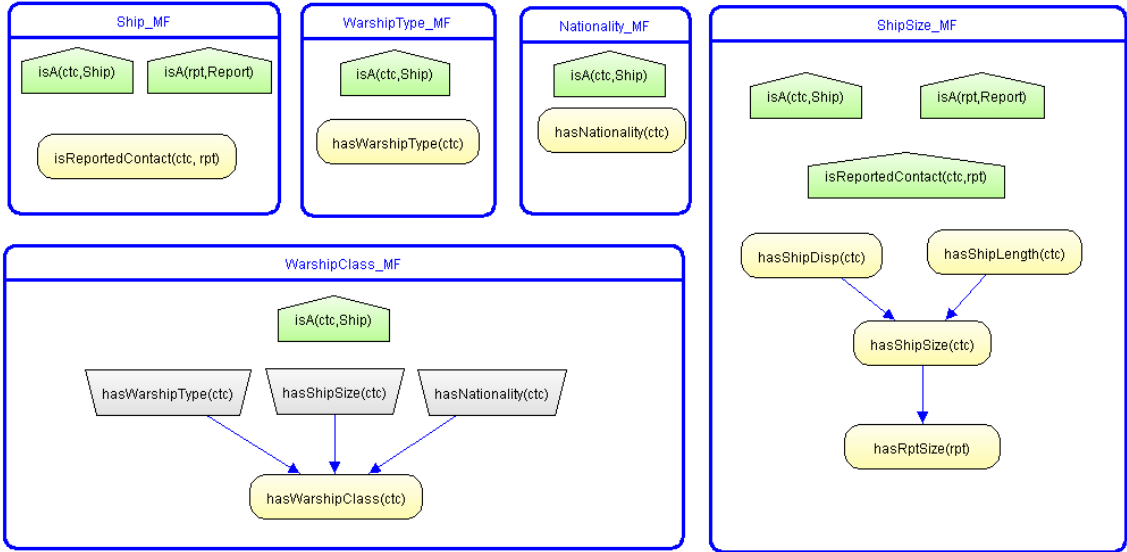 Ship_MF
isA(ctc,Ship)
isA(rpt,Report)
isReportedContact(ctc, rpt)
WarshipType_MF
isA(ctc,Ship)
hasWarshipType(ctc)
Nationality_MF
isA(ctc,Ship)
hasNationality(ctc)
ShipSize_MF
isA(ctc,Ship)
isA(rpt,Report)
isReportedContact(ctc,rpt)
hasShipDisp(ctc)
hasShipLength(ctc)
hasShipSize(ctc)
hasRptSize(rpt)
WarshipClass_MF
isA(ctc,Ship)
hasWarshipType(ctc)
hasShipSize(ctc)
hasNationality(ctc)
hasWarshipClass(ctc)